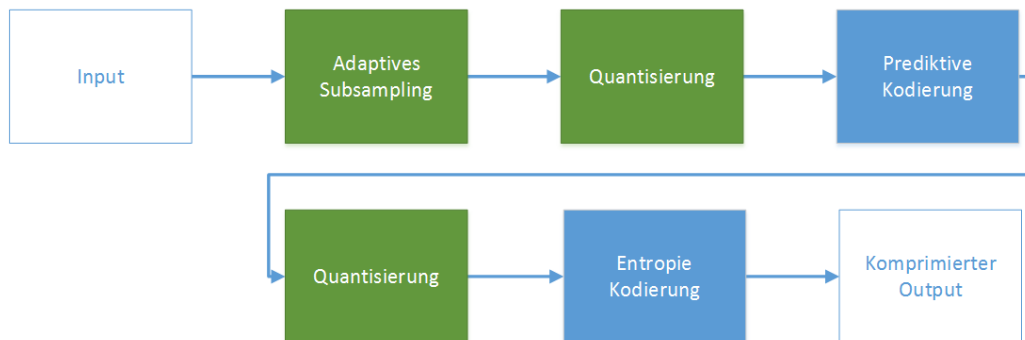 Input
Adaptives
Subsampling
Quantisierung
Prediktive
Kodierung
Quantisierung
Entropie
Kodierung
Komprimierter
Output